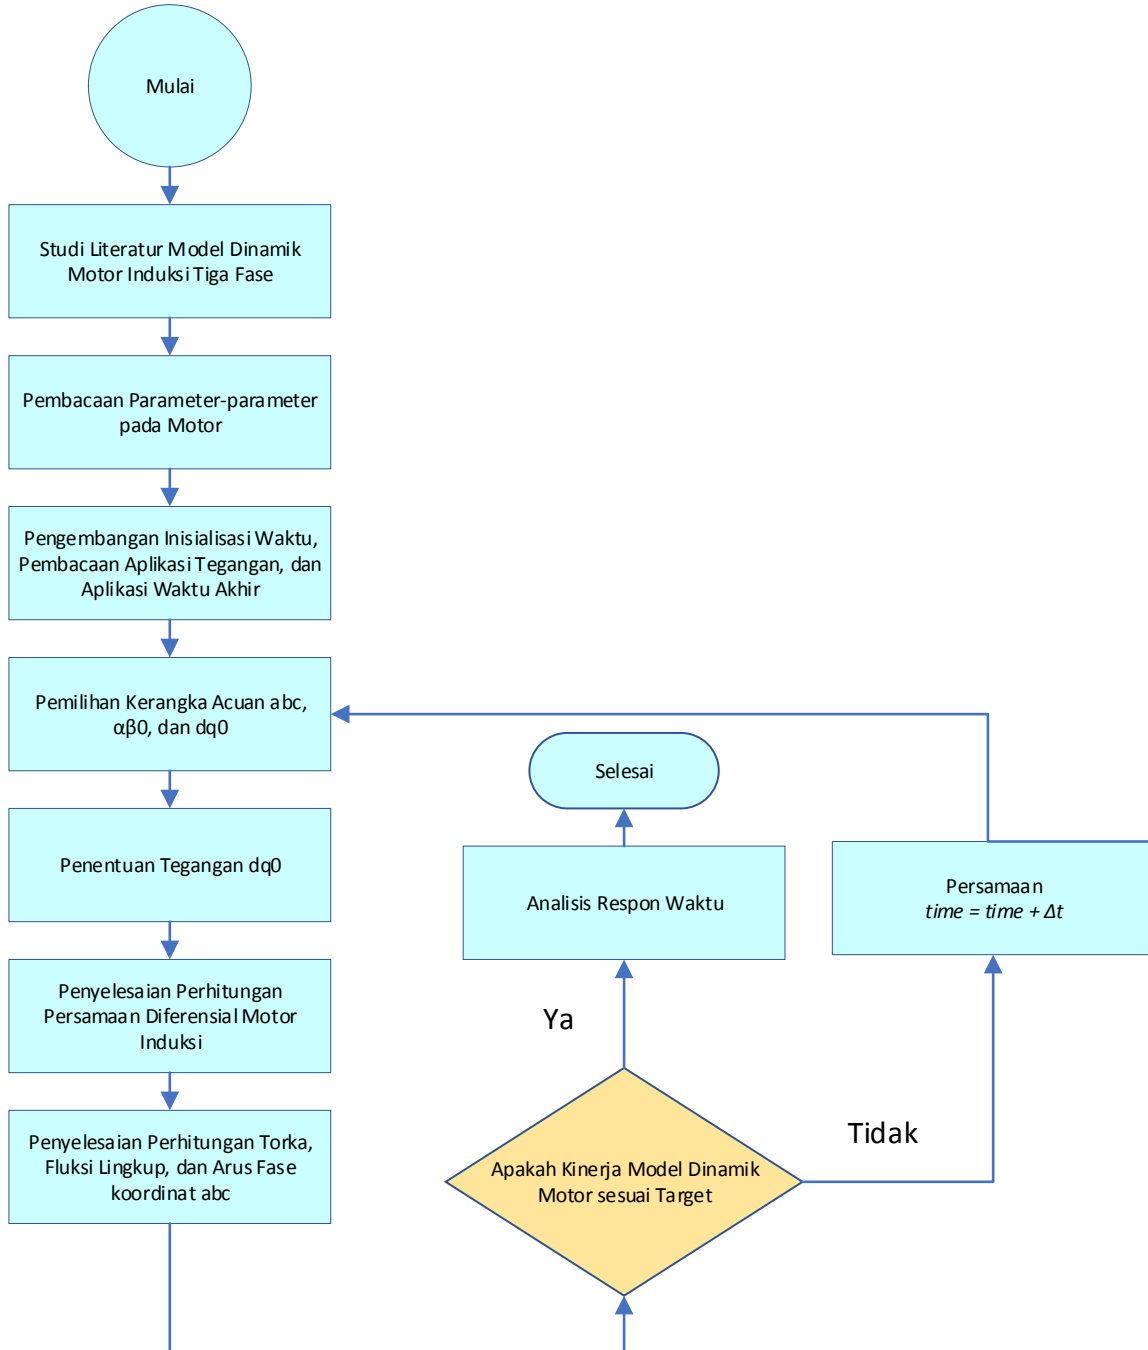 Mulai
Studi Literatur Model Dinamik
Motor Induksi Tiga Fase
Pembacaan Parameter-parameter
pada Motor
Pengembangan Inisialisasi Waktu,
Pembacaan Aplikasi Tegangan, dan
Aplikasi Waktu Akhir
Pemilihan Kerangka Acuan abc,
αβ0, dan dq0
Penentuan Tegangan dq0
Penyelesaian Perhitungan
Persamaan Diferensial Motor
Induksi
Penyelesaian Perhitungan Torka,
Fluksi Lingkup, dan Arus Fase
koordinat abc
Apakah Kinerja Model Dinamik
Motor sesuai Target
Ya
Analisis Respon Waktu
Selesai
Tidak
Persamaan
time = time + Δt